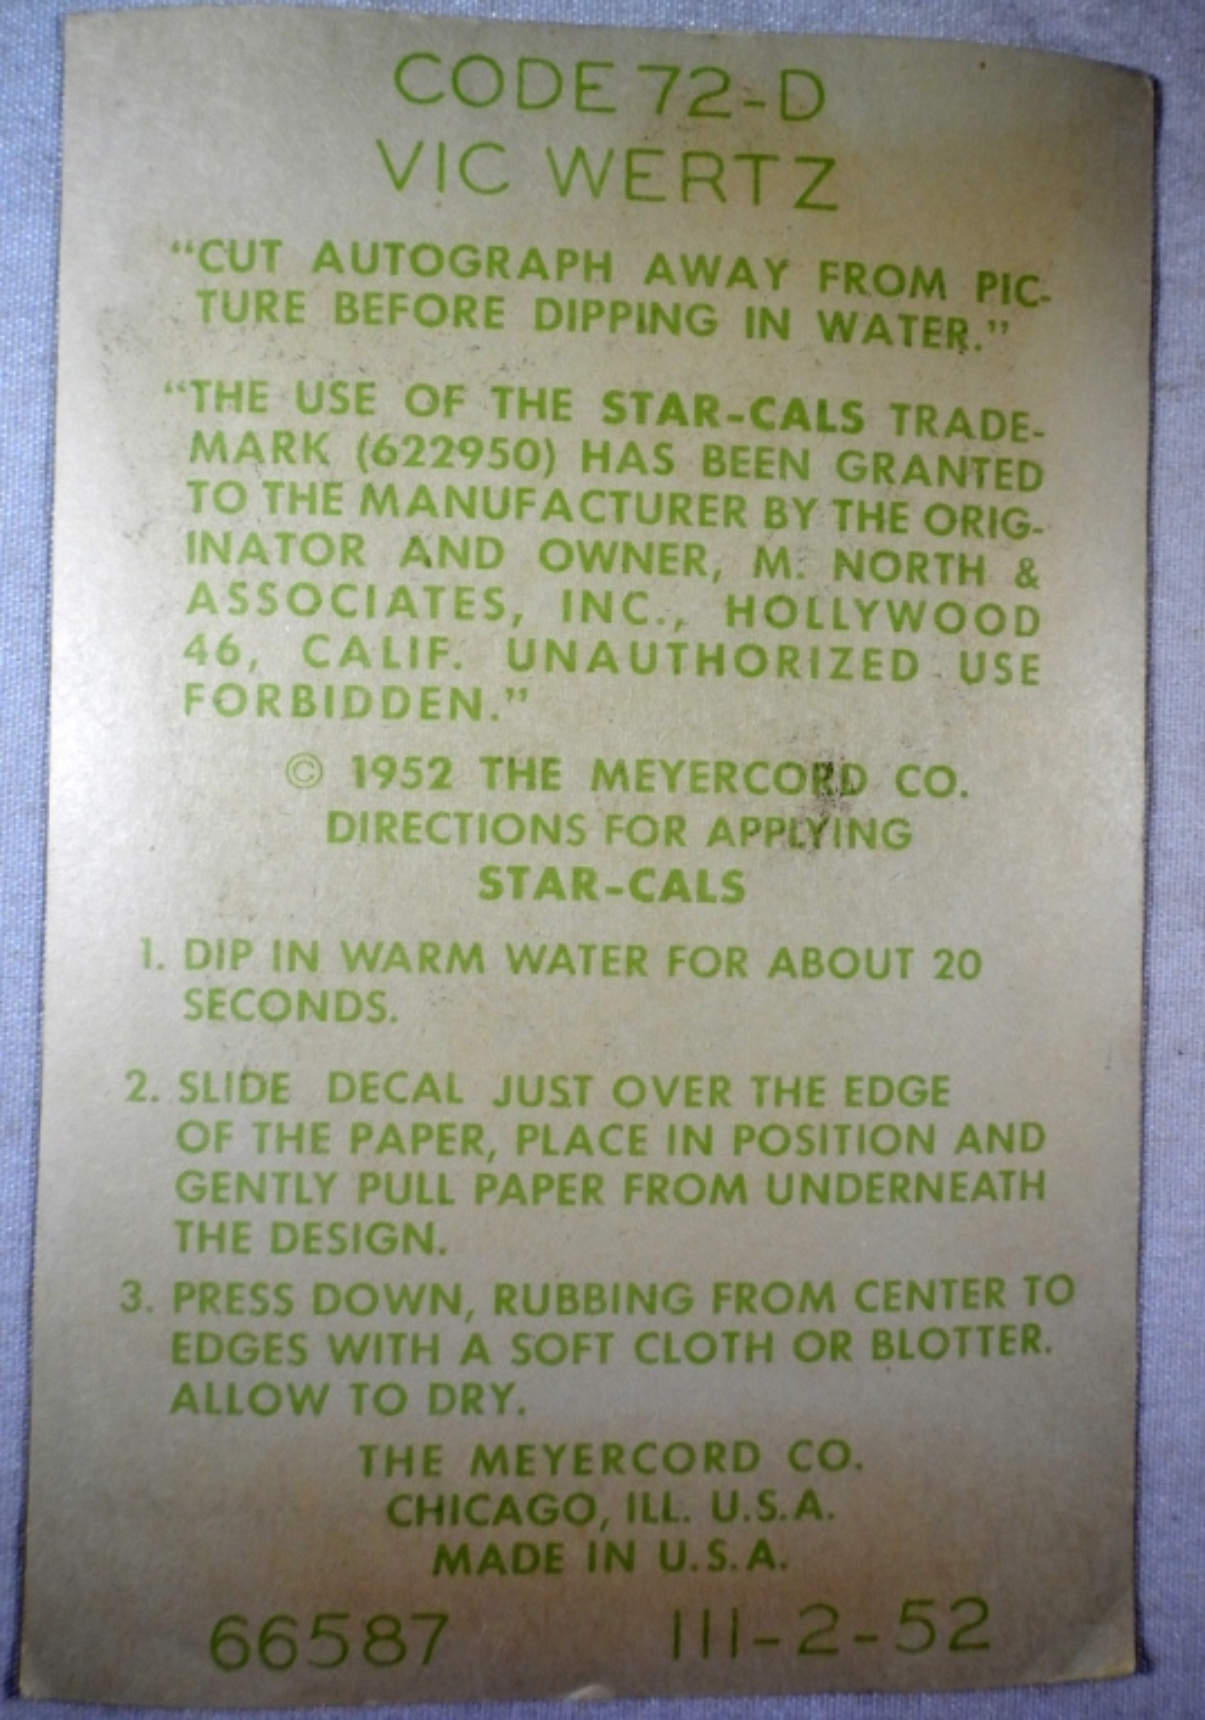 CODE 72-D
VIC WERTZ
“CUT AUTOGRAPH AWAY FROM PIC-
TURE BEFORE DIPPING IN WATER.”
“THE USE OF THE STAR-CALS TRADE-
MARK (622950) HAS BEEN GRANTED
TO THE MANUFACTURER BY THE ORIG-
INATOR AND OWNER, M. NORTH &
ASSOCIATES, INC., HOLLYWOOD
46, CALIF. UNAUTHORIZED USE
FORBIDDEN.”
© 1952 THE MEYERCORD CO.
DIRECTIONS FOR APPLYING
STAR-CALS
1. DIP IN WARM WATER FOR ABOUT 20
SECONDS.
2. SLIDE DECAL JUST OVER THE EDGE
OF THE PAPER, PLACE IN POSITION AND
GENTLY PULL PAPER FROM UNDERNEATH
THE DESIGN.
3. PRESS DOWN, RUBBING FROM CENTER TO
EDGES WITH A SOFT CLOTH OR BLOTTER.
ALLOW TO DRY.
THE MEYERCORD CO.
CHICAGO, ILL. U.S.A.
MADE IN U.S.A.
66587 III-2-52